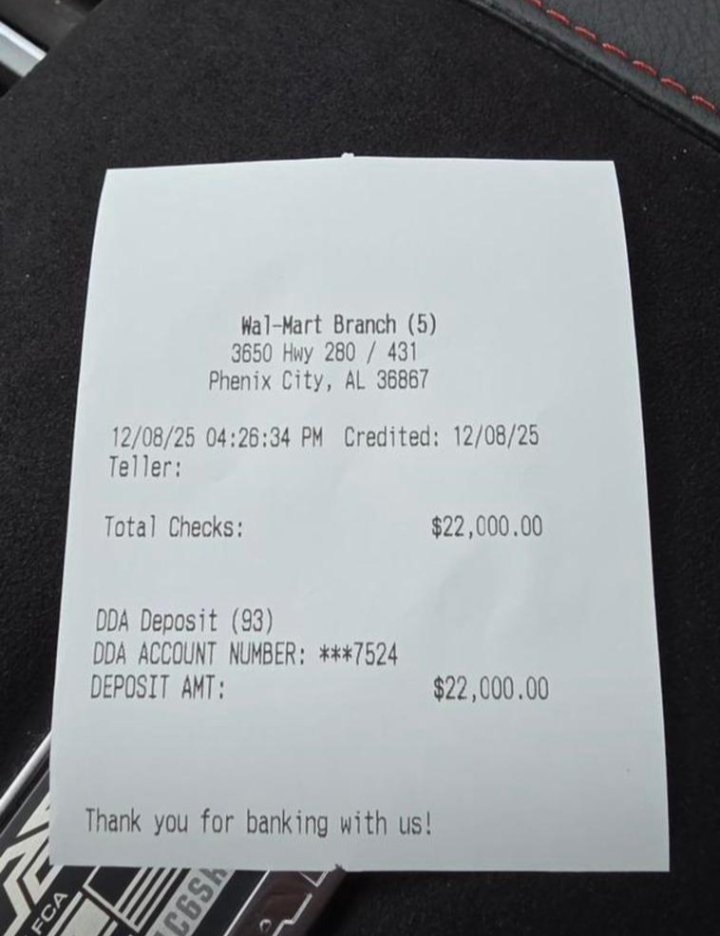 Wal-Mart Branch (5)
3650 Hwy 280 / 431
Phenix City, AL 36867
12/08/25 04:26:34 PM Credited: 12/08/25
Teller:
Total Checks: $22,000.00
DDA Deposit (93)
DDA ACCOUNT NUMBER: ***7524
DEPOSIT AMT: $22,000.00
Thank you for banking with us!
FCA